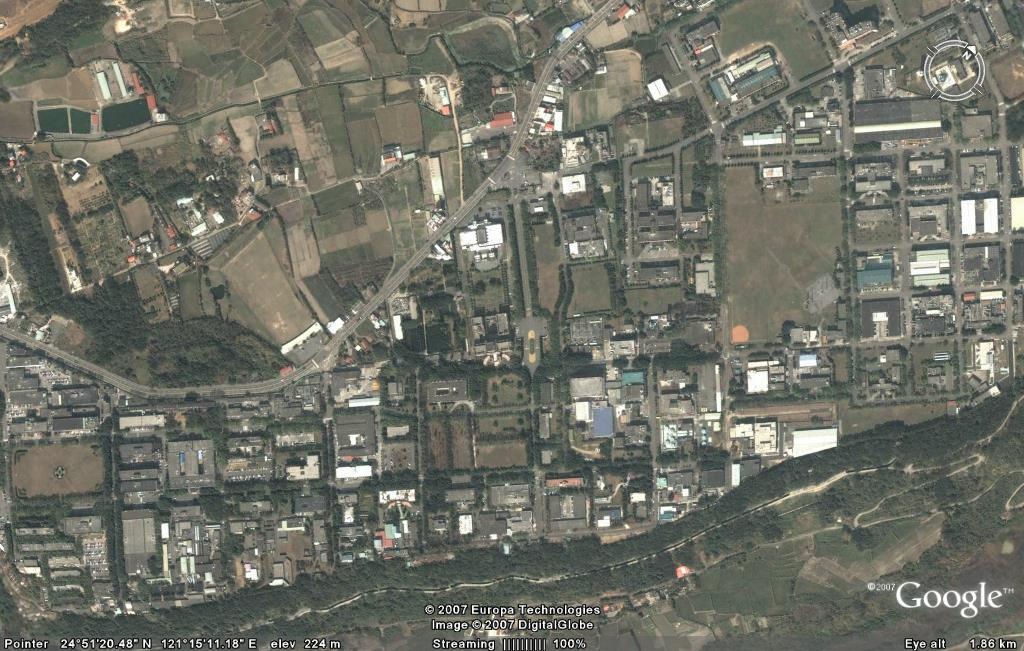 ©2007 Google™
© 2007 Europa Technologies
Image © 2007 DigitalGlobe
Pointer 24°51'20.48" N 121°15'11.18" E elev 224 m Streaming |||||||||| 100% Eye alt 1.86 km